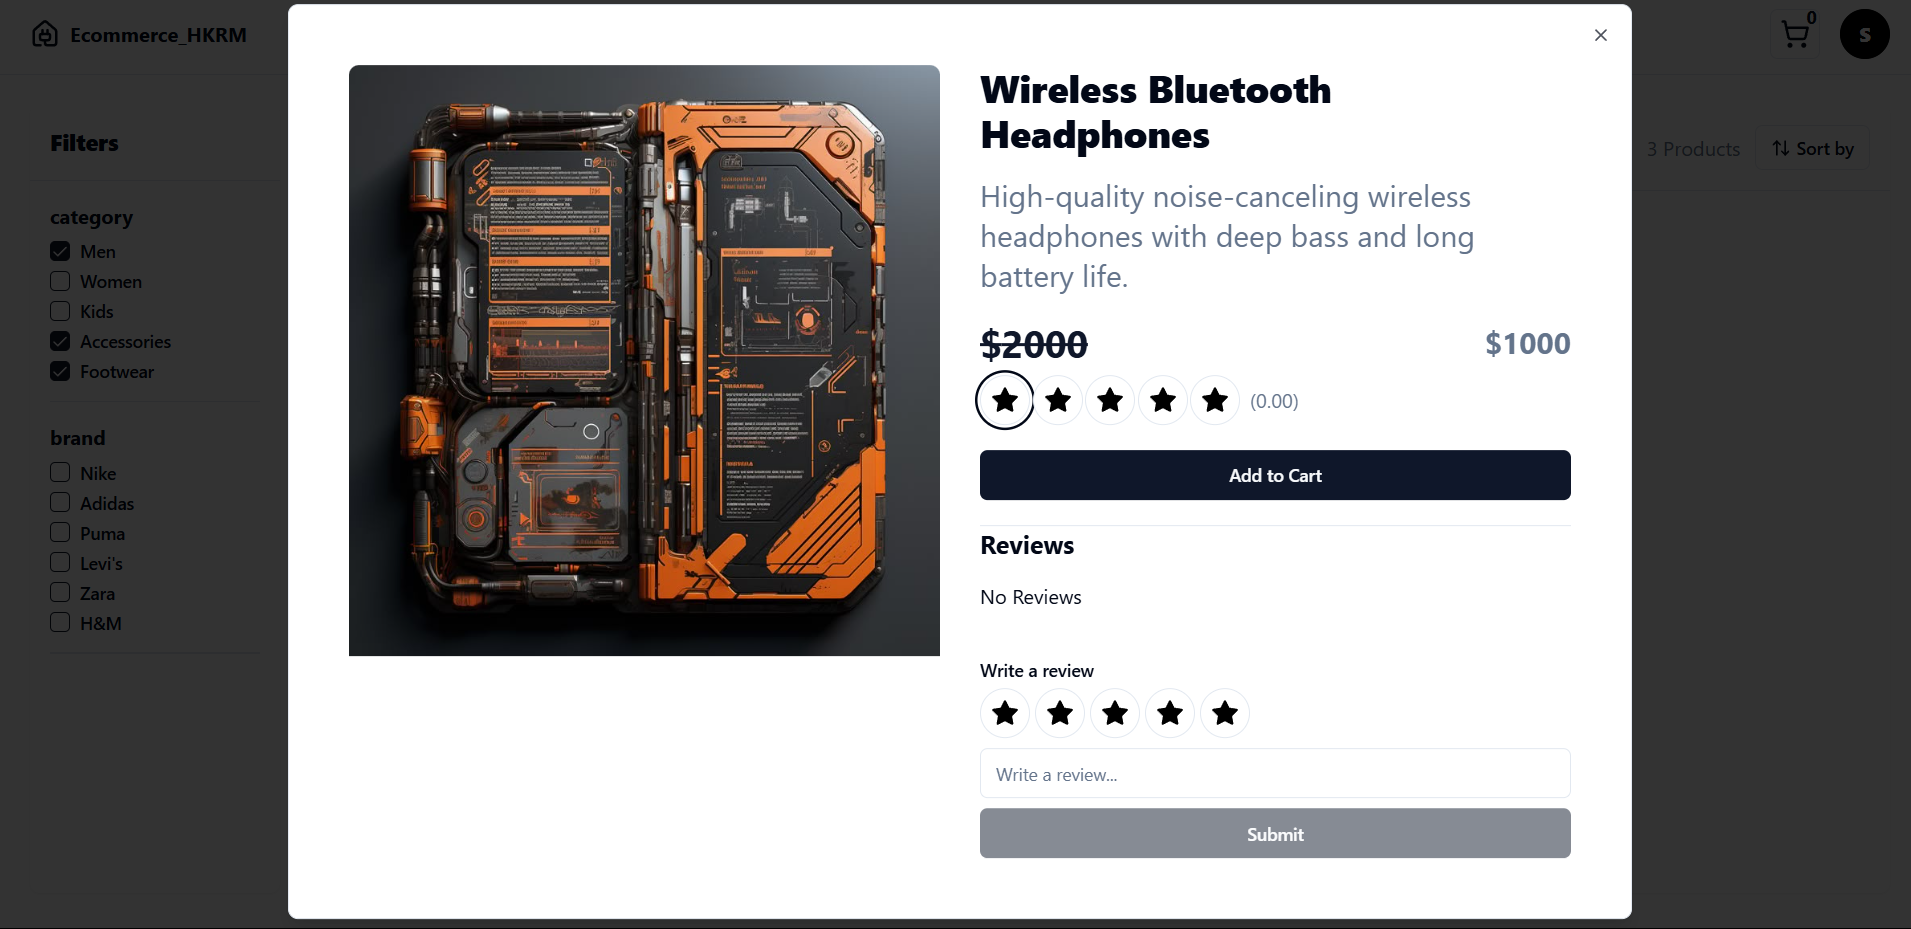 Ecommerce_HKRM
0
S
Filters
category
Men
Women
Kids
Accessories
Footwear
brand
Nike
Adidas
Puma
Levi's
Zara
H&M
3 Products
Sort by
Wireless Bluetooth
Headphones
High-quality noise-canceling wireless
headphones with deep bass and long
battery life.
$2000
$1000
(0.00)
Add to Cart
Reviews
No Reviews
Write a review
Write a review...
Submit